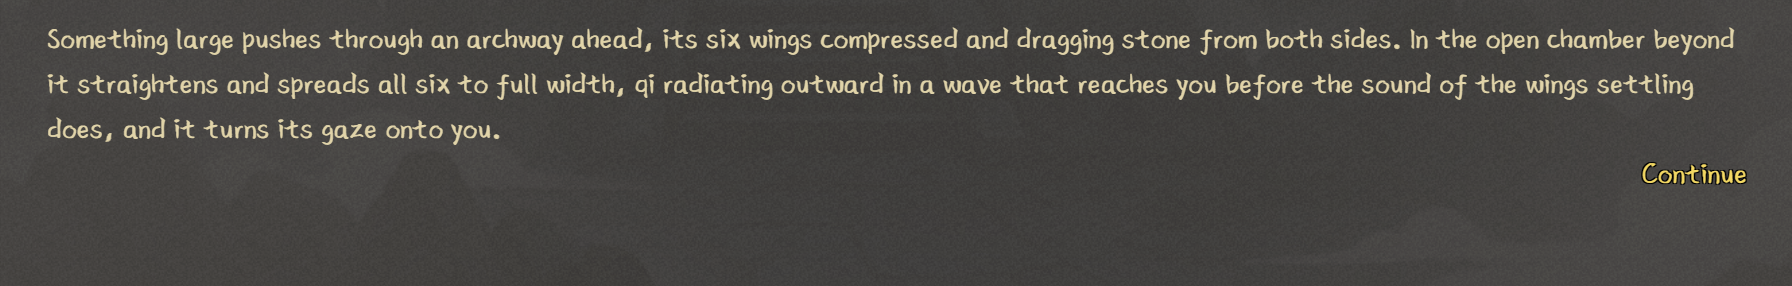 Something large pushes through an archway ahead, its six wings compressed and dragging stone from both sides. In the open chamber beyond
it straightens and spreads all six to full width, qi radiating outward in a wave that reaches you before the sound of the wings settling
does, and it turns its gaze onto you.
Continue